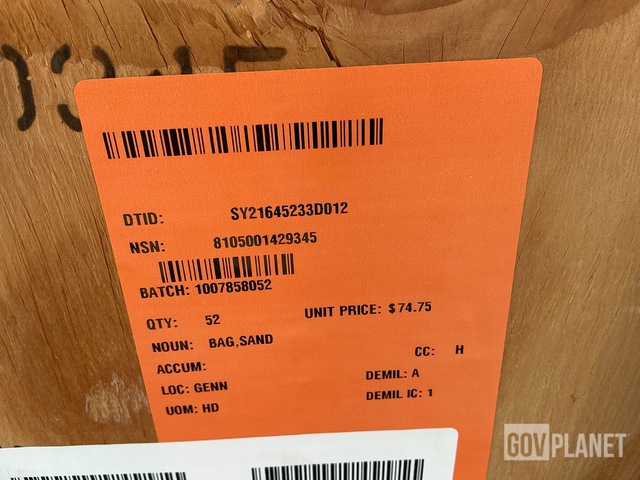 DTID: SY21645233D012
NSN: 8105001429345
BATCH: 1007858052
QTY: 52 UNIT PRICE: $74.75
NOUN: BAG,SAND
ACCUM: CC: H
LOC: GENN DEMIL: A
UOM: HD DEMIL IC: 1
GOVPLANET